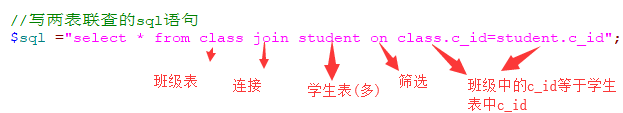 //写两表联查的sql语句
$sql ="select * from class join student on class.c_id=student.c_id";
班级表
连接
学生表(多)
筛选
班级中的c_id等于学生
表中c_id